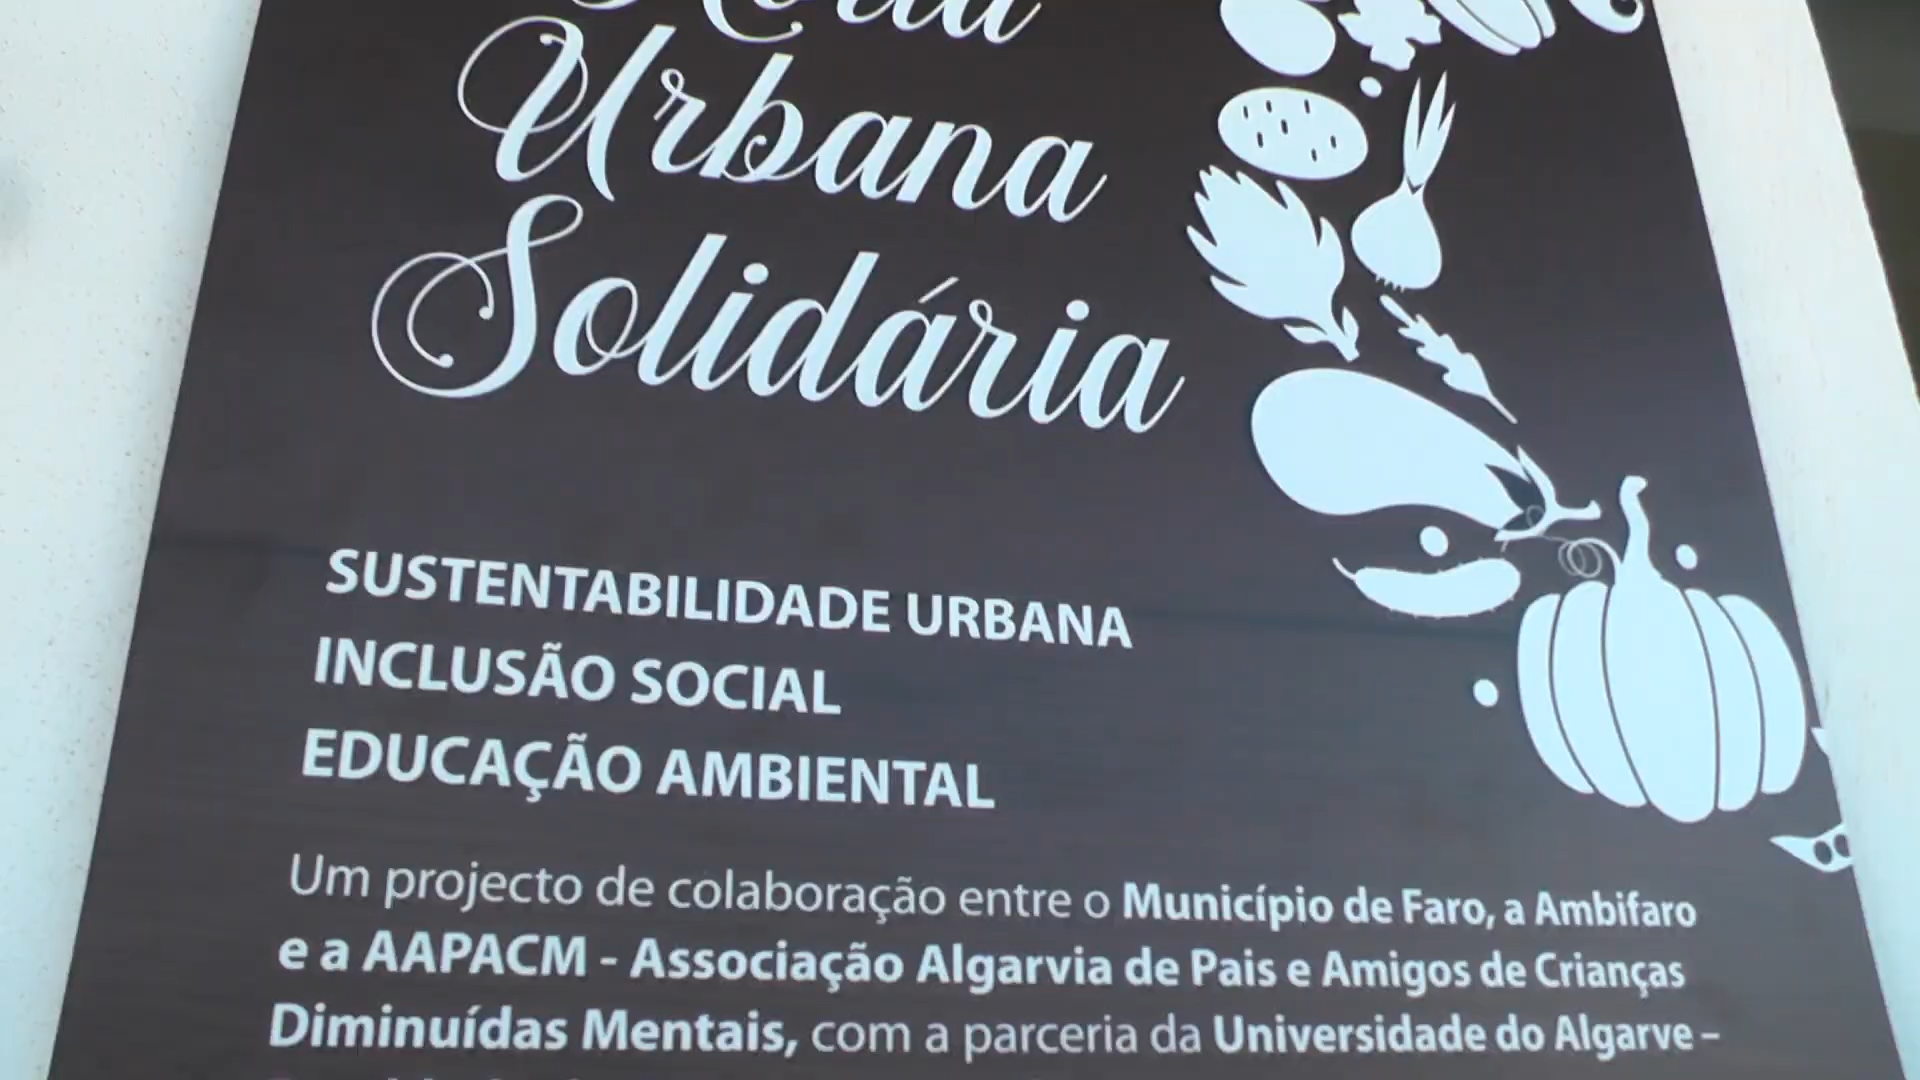 Horta
Urbana
Solidária
SUSTENTABILIDADE URBANA
INCLUSÃO SOCIAL
EDUCAÇÃO AMBIENTAL
Um projecto de colaboração entre o Município de Faro, a Ambifaro
e a AAPACM - Associação Algarvia de Pais e Amigos de Crianças
Diminuídas Mentais, com a parceria da Universidade do Algarve –